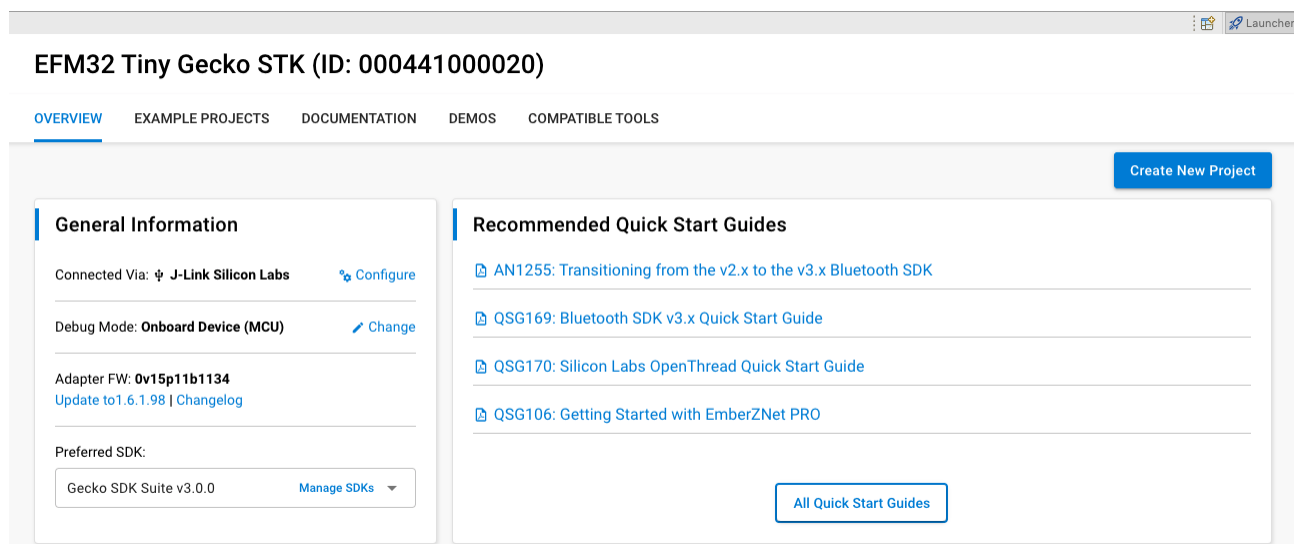 Launcher
EFM32 Tiny Gecko STK (ID: 000441000020)
OVERVIEW EXAMPLE PROJECTS DOCUMENTATION DEMOS COMPATIBLE TOOLS
Create New Project
General Information
Connected Via: J-Link Silicon Labs Configure
Debug Mode: Onboard Device (MCU) Change
Adapter FW: 0v15p11b1134
Update to1.6.1.98 | Changelog
Preferred SDK:
Gecko SDK Suite v3.0.0 Manage SDKs
Recommended Quick Start Guides
AN1255: Transitioning from the v2.x to the v3.x Bluetooth SDK
QSG169: Bluetooth SDK v3.x Quick Start Guide
QSG170: Silicon Labs OpenThread Quick Start Guide
QSG106: Getting Started with EmberZNet PRO
All Quick Start Guides